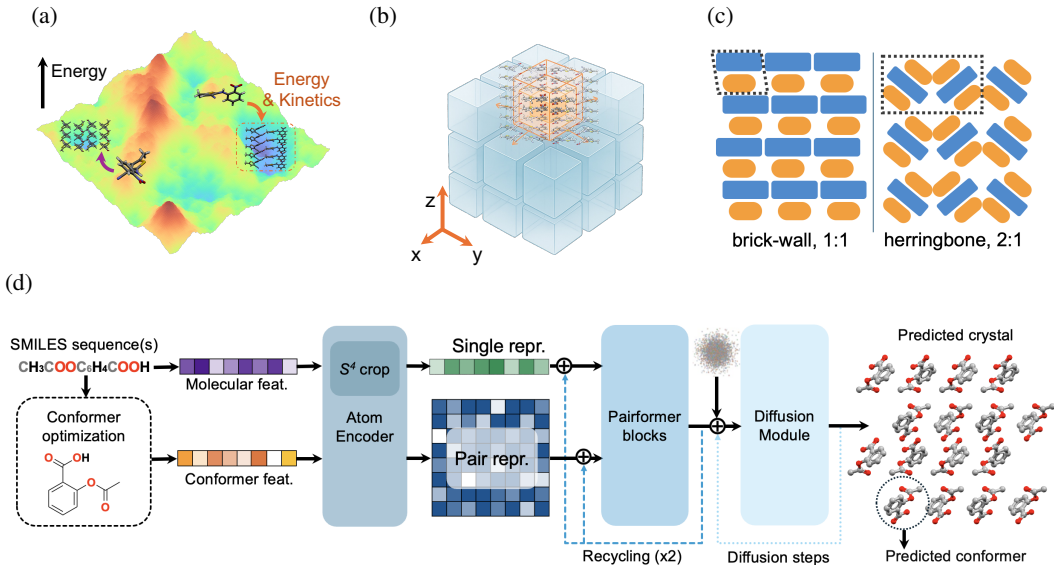 (a)
Energy
Energy
& Kinetics
(b)
z
x
y
(c)
brick-wall, 1:1
herringbone, 2:1
(d)
SMILES sequence(s)
CH₃COOC₆H₄COOH
Conformer
optimization
O
OH
O
O
Molecular feat.
Conformer feat.
S⁴ crop
Atom
Encoder
Single repr.
Pair repr.
Pairformer
blocks
Recycling (x2)
Diffusion
Module
Diffusion steps
Predicted crystal
Predicted conformer